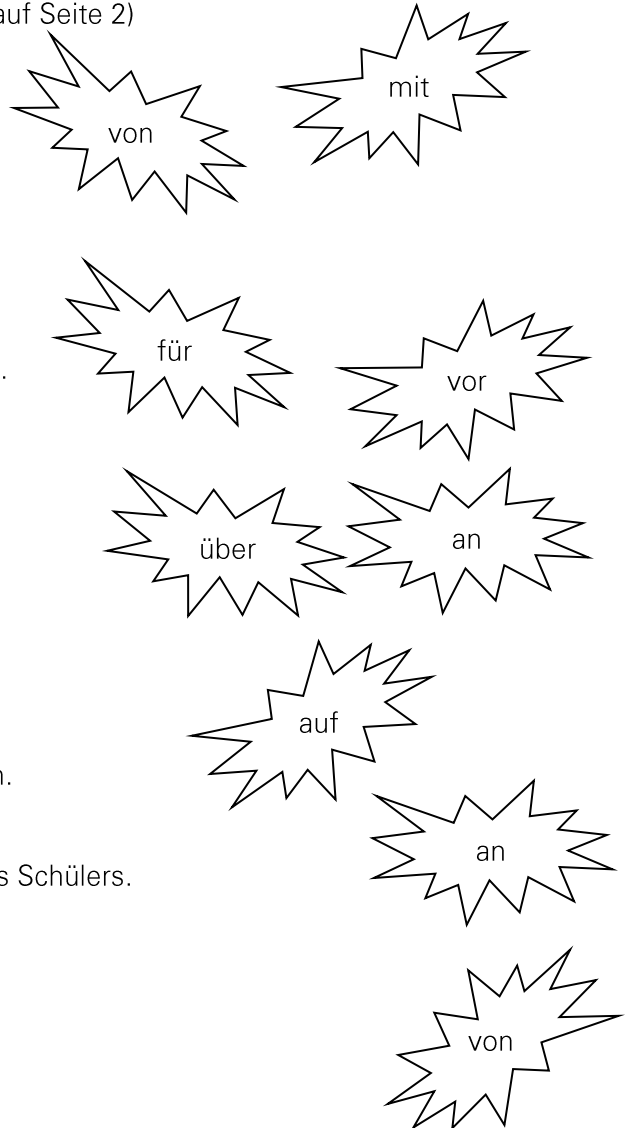 auf Seite 2)
mit
von
für
.
vor
über
an
auf
n.
an
s Schülers.
von